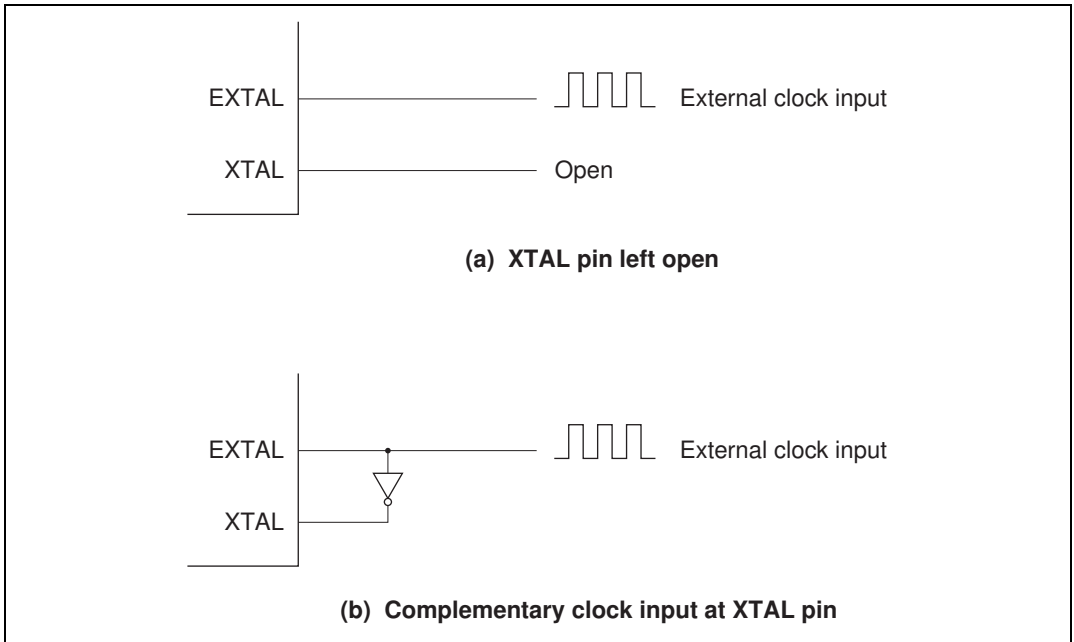 EXTAL External clock input
XTAL Open
(a) XTAL pin left open
EXTAL External clock input
XTAL
(b) Complementary clock input at XTAL pin